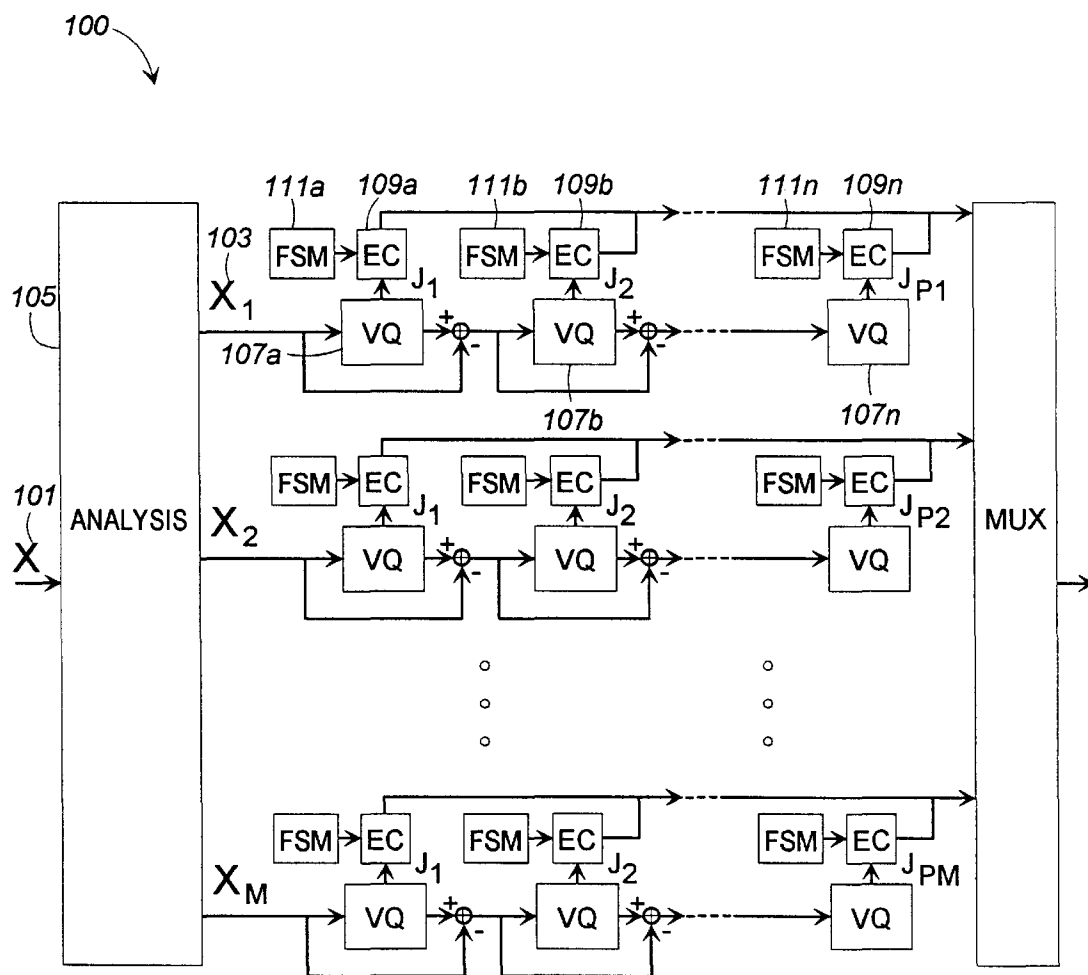 100
111a 109a 111b 109b 111n 109n
103
FSM EC FSM EC FSM EC
105
X1 J1 J2 JP1
VQ + - VQ + - VQ
107a
107b 107n
FSM EC FSM EC FSM EC
101
X ANALYSIS X2 J1 J2 JP2 MUX
VQ + - VQ + - VQ
FSM EC FSM EC FSM EC
XM J1 J2 JPM
VQ + - VQ + - VQ